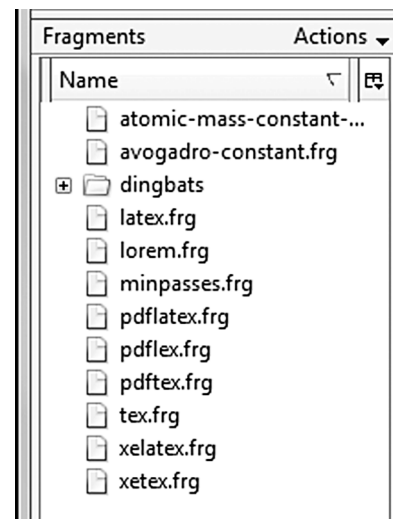 Fragments Actions
Name
atomic-mass-constant-...
avogadro-constant.frg
dingbats
latex.frg
lorem.frg
minpasses.frg
pdflatex.frg
pdflex.frg
pdftex.frg
tex.frg
xelatex.frg
xetex.frg